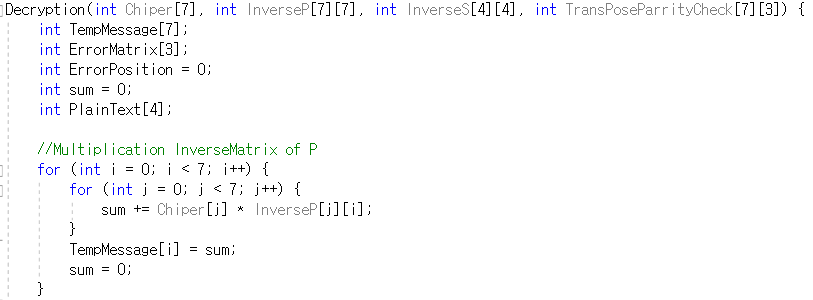 Decryption(int Chiper[7], int InverseP[7][7], int InverseS[4][4], int TransPoseParrityCheck[7][3]) {
    int TempMessage[7];
    int ErrorMatrix[3];
    int ErrorPosition = 0;
    int sum = 0;
    int PlainText[4];

    //Multiplication InverseMatrix of P
    for (int i = 0; i < 7; i++) {
        for (int j = 0; j < 7; j++) {
            sum += Chiper[j] * InverseP[j][i];
        }
        TempMessage[i] = sum;
        sum = 0;
    }